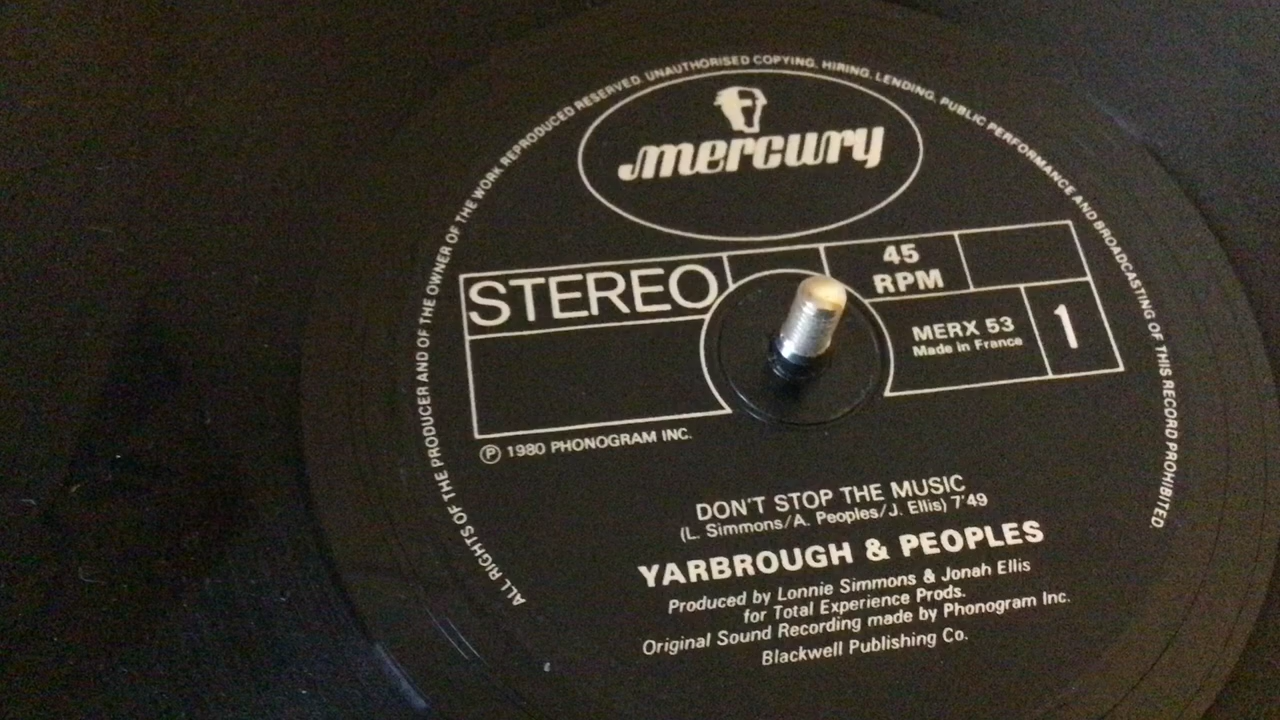 ALL RIGHTS OF THE PRODUCER AND OF THE OWNER OF THE WORK REPRODUCED RESERVED. UNAUTHORISED COPYING, HIRING, LENDING, PUBLIC PERFORMANCE AND BROADCASTING OF THIS RECORD PROHIBITED.
mercury
STEREO
45
RPM
MERX 53
Made in France
1
Ⓟ 1980 PHONOGRAM INC.
DON'T STOP THE MUSIC
(L. Simmons/A. Peoples/J. Ellis) 7'49
YARBROUGH & PEOPLES
Produced by Lonnie Simmons & Jonah Ellis
for Total Experience Prods.
Original Sound Recording made by Phonogram Inc.
Blackwell Publishing Co.